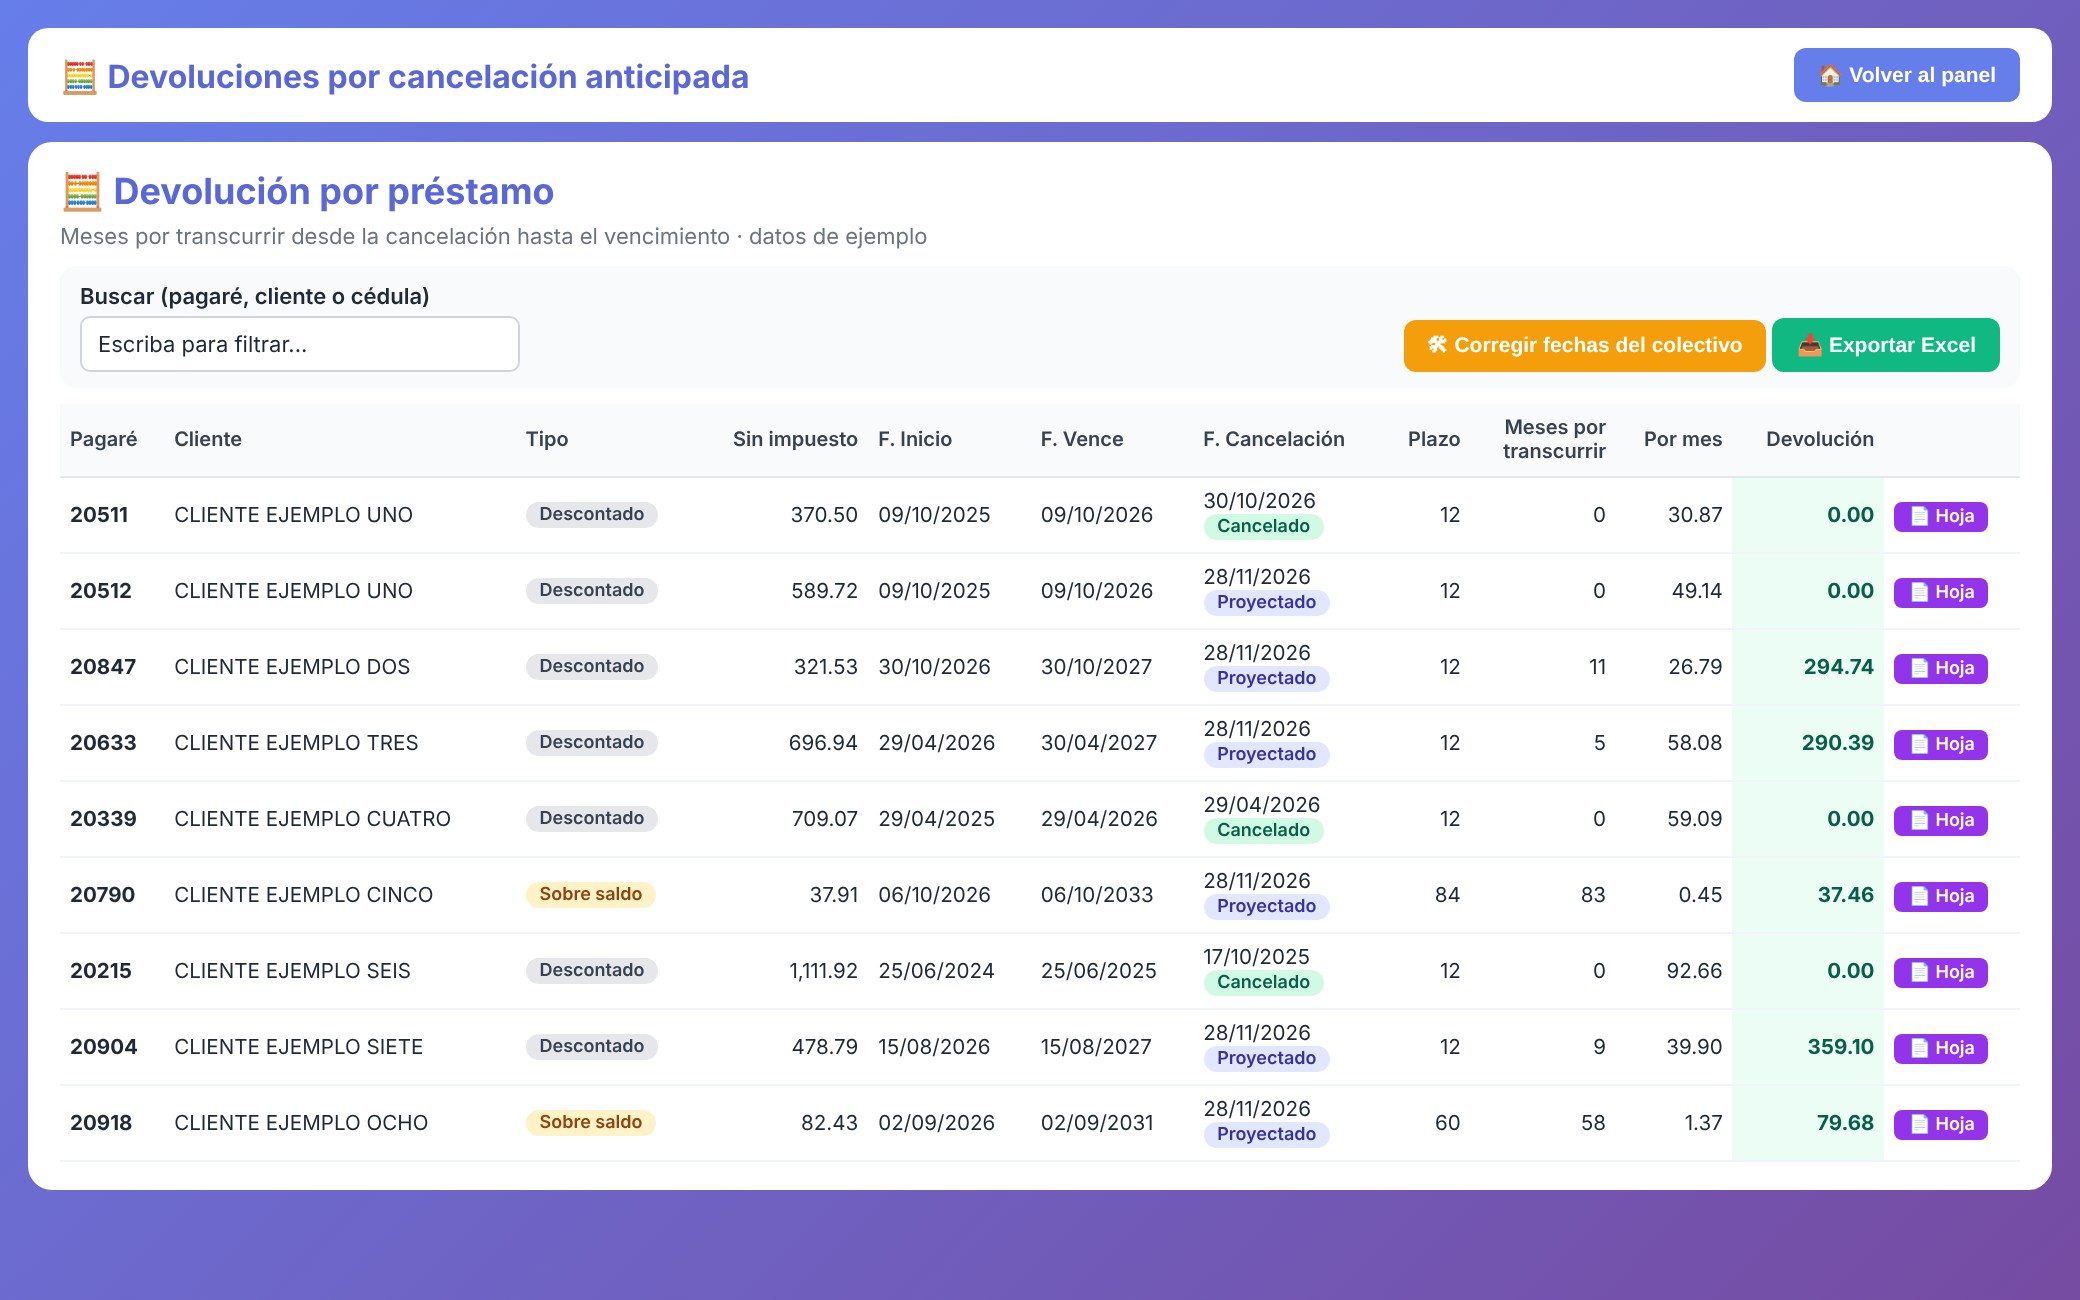 🧮 Devoluciones por cancelación anticipada
🏠 Volver al panel
🧮 Devolución por préstamo
Meses por transcurrir desde la cancelación hasta el vencimiento · datos de ejemplo
Buscar (pagaré, cliente o cédula)
Escriba para filtrar...
🛠 Corregir fechas del colectivo
📥 Exportar Excel
Pagaré Cliente Tipo Sin impuesto F. Inicio F. Vence F. Cancelación Plazo Meses por transcurrir Por mes Devolución
20511 CLIENTE EJEMPLO UNO Descontado 370.50 09/10/2025 09/10/2026 30/10/2026 Cancelado 12 0 30.87 0.00 📄 Hoja
20512 CLIENTE EJEMPLO UNO Descontado 589.72 09/10/2025 09/10/2026 28/11/2026 Proyectado 12 0 49.14 0.00 📄 Hoja
20847 CLIENTE EJEMPLO DOS Descontado 321.53 30/10/2026 30/10/2027 28/11/2026 Proyectado 12 11 26.79 294.74 📄 Hoja
20633 CLIENTE EJEMPLO TRES Descontado 696.94 29/04/2026 30/04/2027 28/11/2026 Proyectado 12 5 58.08 290.39 📄 Hoja
20339 CLIENTE EJEMPLO CUATRO Descontado 709.07 29/04/2025 29/04/2026 29/04/2026 Cancelado 12 0 59.09 0.00 📄 Hoja
20790 CLIENTE EJEMPLO CINCO Sobre saldo 37.91 06/10/2026 06/10/2033 28/11/2026 Proyectado 84 83 0.45 37.46 📄 Hoja
20215 CLIENTE EJEMPLO SEIS Descontado 1,111.92 25/06/2024 25/06/2025 17/10/2025 Cancelado 12 0 92.66 0.00 📄 Hoja
20904 CLIENTE EJEMPLO SIETE Descontado 478.79 15/08/2026 15/08/2027 28/11/2026 Proyectado 12 9 39.90 359.10 📄 Hoja
20918 CLIENTE EJEMPLO OCHO Sobre saldo 82.43 02/09/2026 02/09/2031 28/11/2026 Proyectado 60 58 1.37 79.68 📄 Hoja